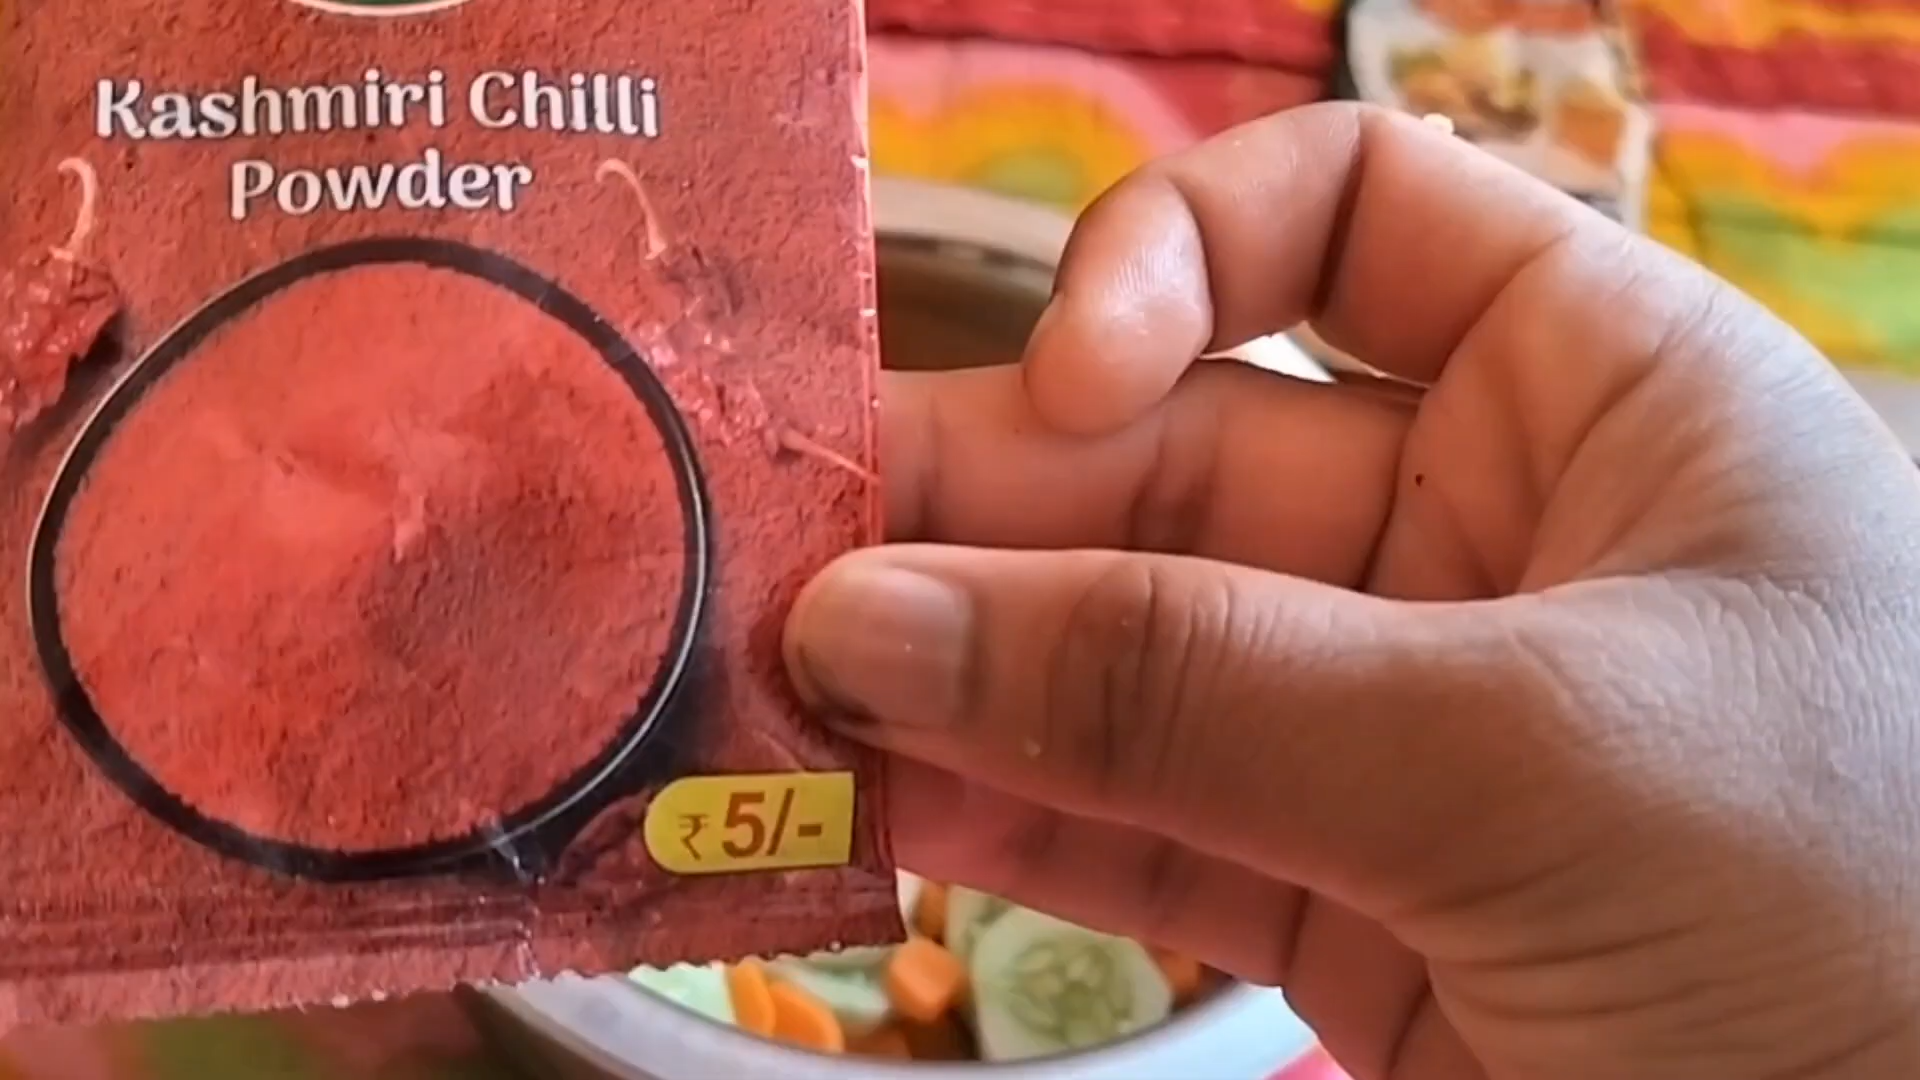 Kashmiri Chilli
Powder
₹ 5/-